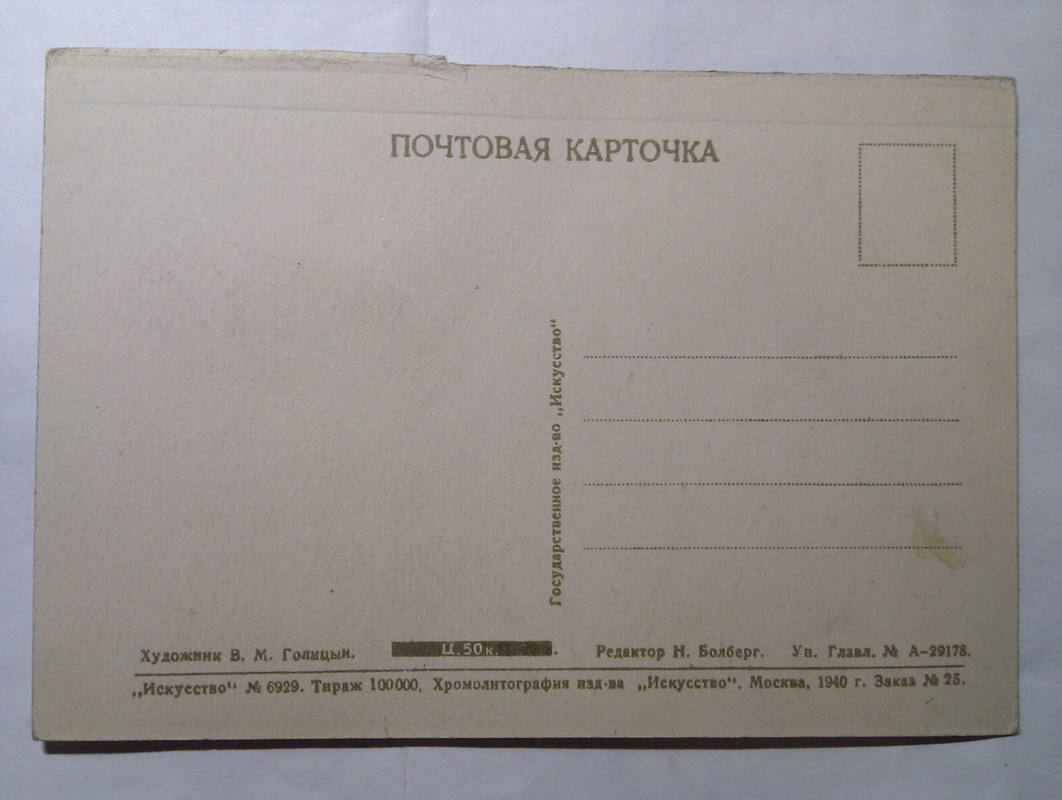 ПОЧТОВАЯ КАРТОЧКА
Государственное изд-во „Искусство"
Художник В. М. Голицын. Ц. 50 к. Редактор Н. Болберг. Уп. Главл. № А-29178.
„Искусство" № 6929. Тираж 100000. Хромолитография изд-ва „Искусство". Москва, 1940 г. Заказ № 25.